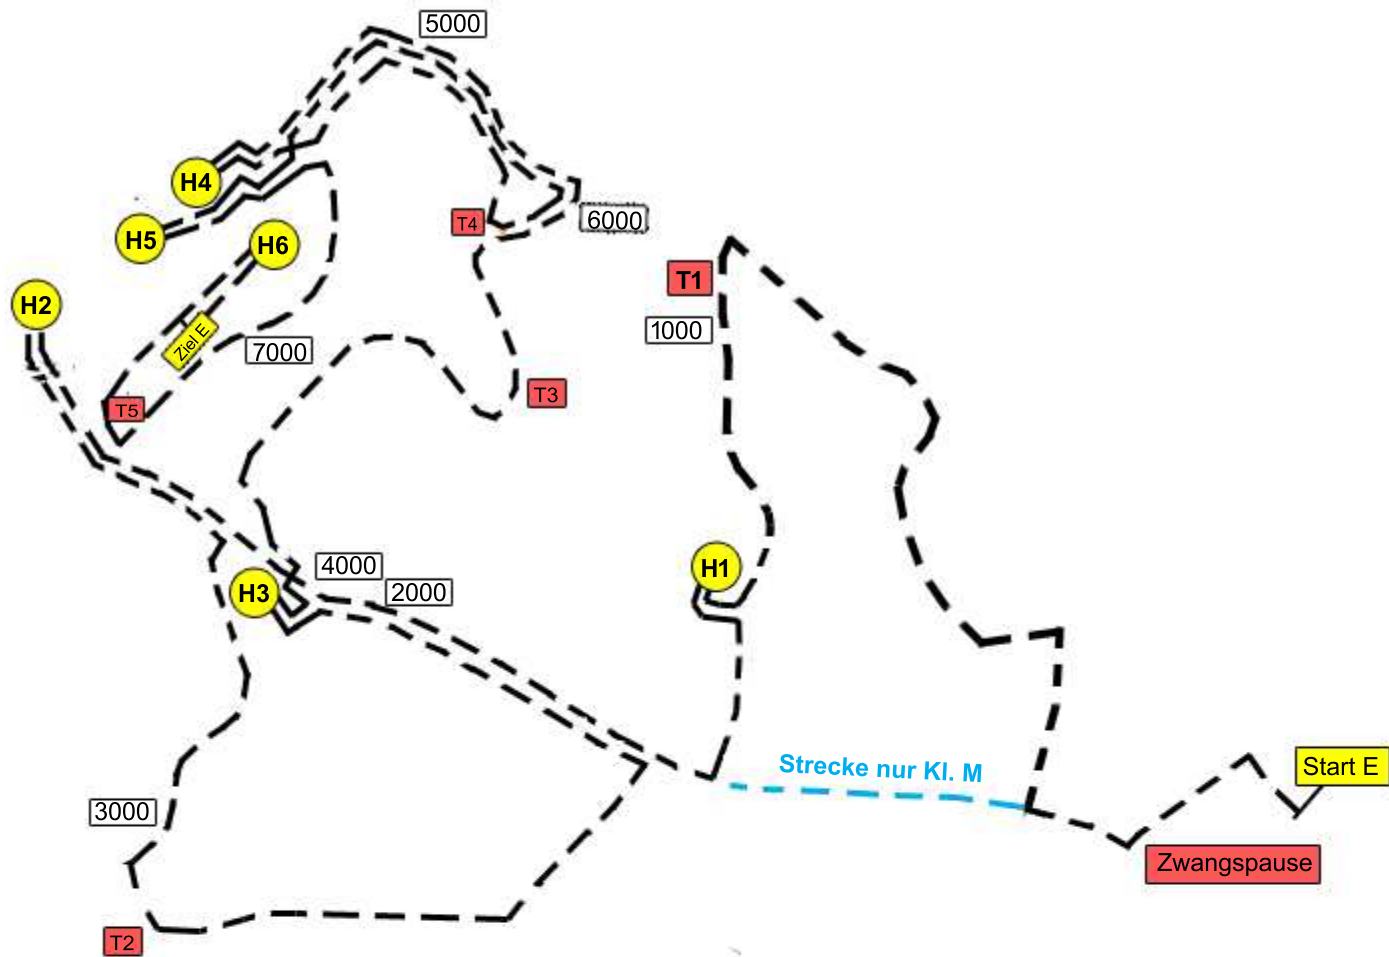 5000
H4
T4
6000
H5
H6
T1
H2
1000
Ziel E
7000
T3
T5
4000
H1
H3
2000
Strecke nur Kl. M
Start E
3000
Zwangspause
T2